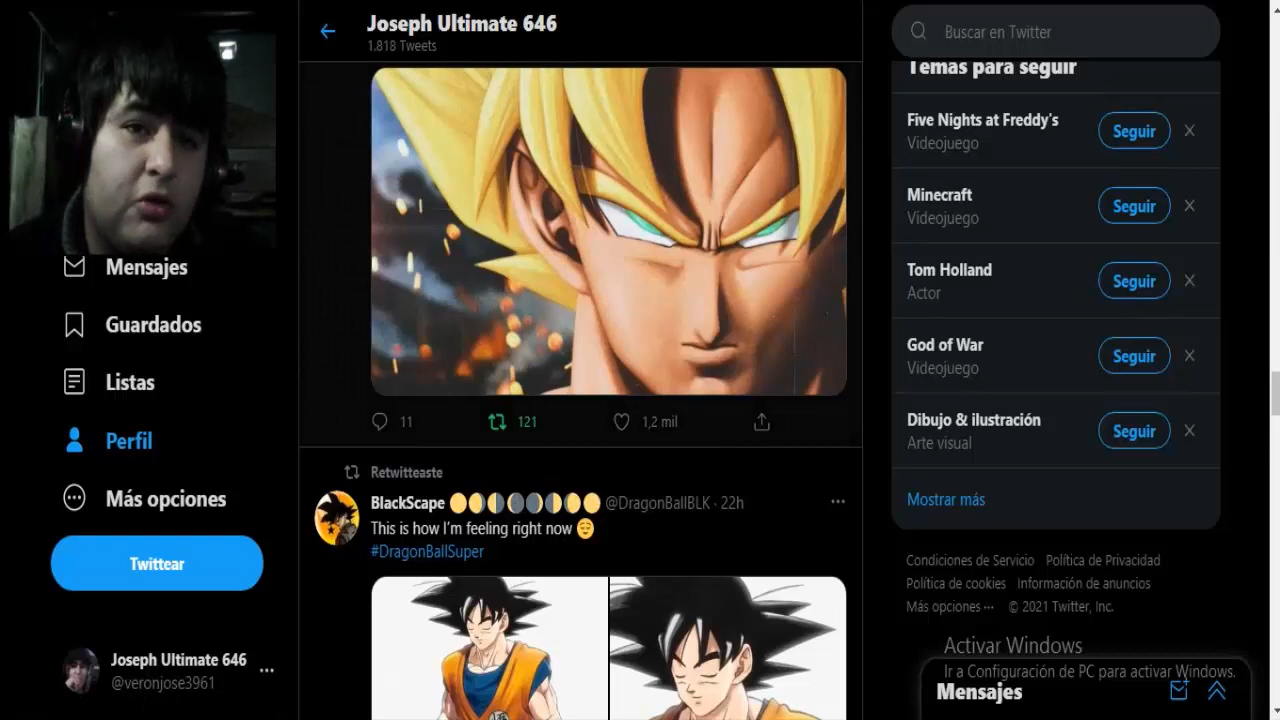 Joseph Ultimate 646
1.818 Tweets
Buscar en Twitter
Mensajes
Guardados
Listas
Perfil
Más opciones
Twittear
Joseph Ultimate 646
@veronjose3961
11
121
1,2 mil
Retwitteaste
BlackScape 🌕🌖🌗🌘🌑🌒🌓🌔🌕 @DragonBallBLK · 22h
This is how I'm feeling right now 😌
#DragonBallSuper
Temas para seguir
Five Nights at Freddy's
Videojuego
Seguir
Minecraft
Videojuego
Seguir
Tom Holland
Actor
Seguir
God of War
Videojuego
Seguir
Dibujo & ilustración
Arte visual
Seguir
Mostrar más
Condiciones de Servicio Política de Privacidad
Política de cookies Información de anuncios
Más opciones ··· © 2021 Twitter, Inc.
Activar Windows
Ir a Configuración de PC para activar Windows.
Mensajes